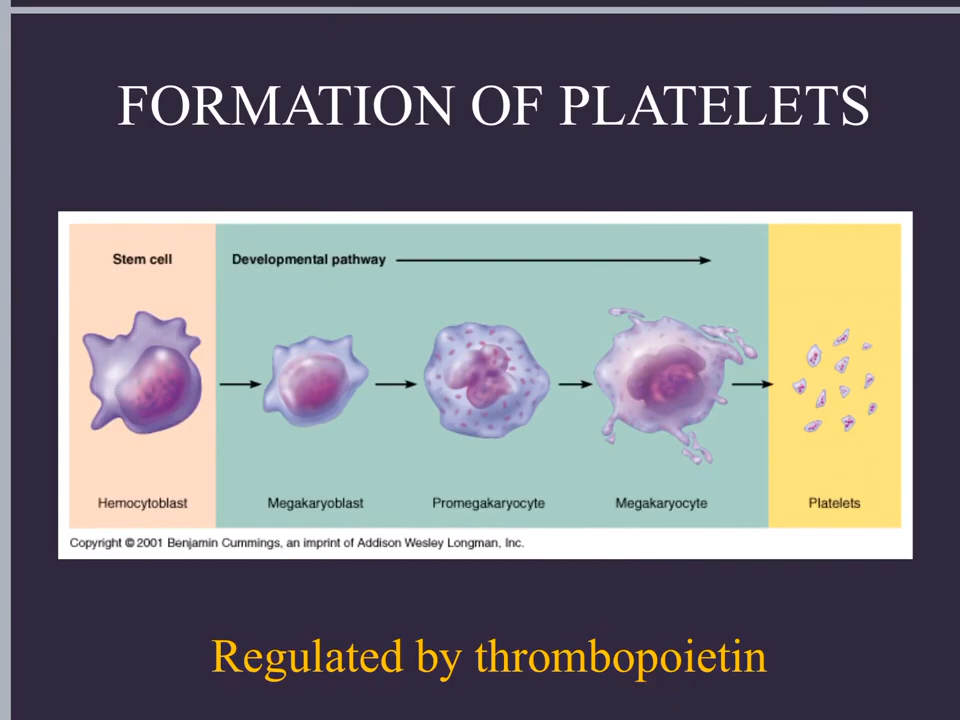 FORMATION OF PLATELETS
Stem cell
Developmental pathway
Hemocytoblast
Megakaryoblast
Promegakaryocyte
Megakaryocyte
Platelets
Copyright © 2001 Benjamin Cummings, an imprint of Addison Wesley Longman, Inc.
Regulated by thrombopoietin